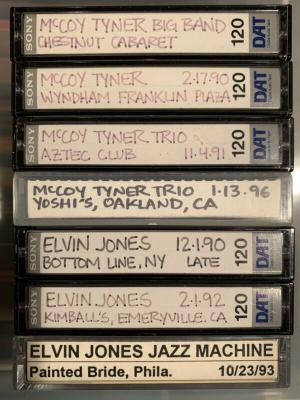 SONY McCOY TYNER BIG BAND
CHESTNUT CABARET
120 DAT
SONY McCOY TYNER 2.17.90
WYNDHAM FRANKLIN PLAZA
120 DAT
SONY McCOY TYNER TRIO
AZTEC CLUB 11.4.91
120 DAT
McCOY TYNER TRIO 1.13.96
YOSHI'S, OAKLAND, CA
SONY ELVIN JONES 12.1.90
BOTTOM LINE, NY LATE
120 DAT
SONY ELVIN JONES 2.1.92
KIMBALL'S, EMERYVILLE. CA
120 DAT
ELVIN JONES JAZZ MACHINE
Painted Bride, Phila. 10/23/93